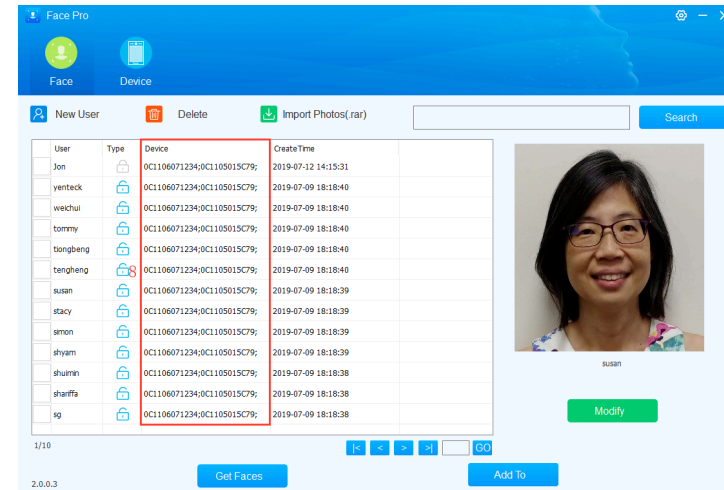 Face Pro
Face Device
New User Delete Import Photos(.rar) Search
User Type Device CreateTime
Jon 0C1106071234;0C1105015C79; 2019-07-12 14:15:31
yenteck 0C1106071234;0C1105015C79; 2019-07-09 18:18:40
weichui 0C1106071234;0C1105015C79; 2019-07-09 18:18:40
tommy 0C1106071234;0C1105015C79; 2019-07-09 18:18:40
tiongbeng 0C1106071234;0C1105015C79; 2019-07-09 18:18:40
tengheng 8 0C1106071234;0C1105015C79; 2019-07-09 18:18:40
susan 0C1106071234;0C1105015C79; 2019-07-09 18:18:39
stacy 0C1106071234;0C1105015C79; 2019-07-09 18:18:39
simon 0C1106071234;0C1105015C79; 2019-07-09 18:18:39
shyam 0C1106071234;0C1105015C79; 2019-07-09 18:18:39
shuimin 0C1106071234;0C1105015C79; 2019-07-09 18:18:38
shariffa 0C1106071234;0C1105015C79; 2019-07-09 18:18:38
sg 0C1106071234;0C1105015C79; 2019-07-09 18:18:38
susan
Modify
1/10 |< < > >| GO
Get Faces Add To
2.0.0.3